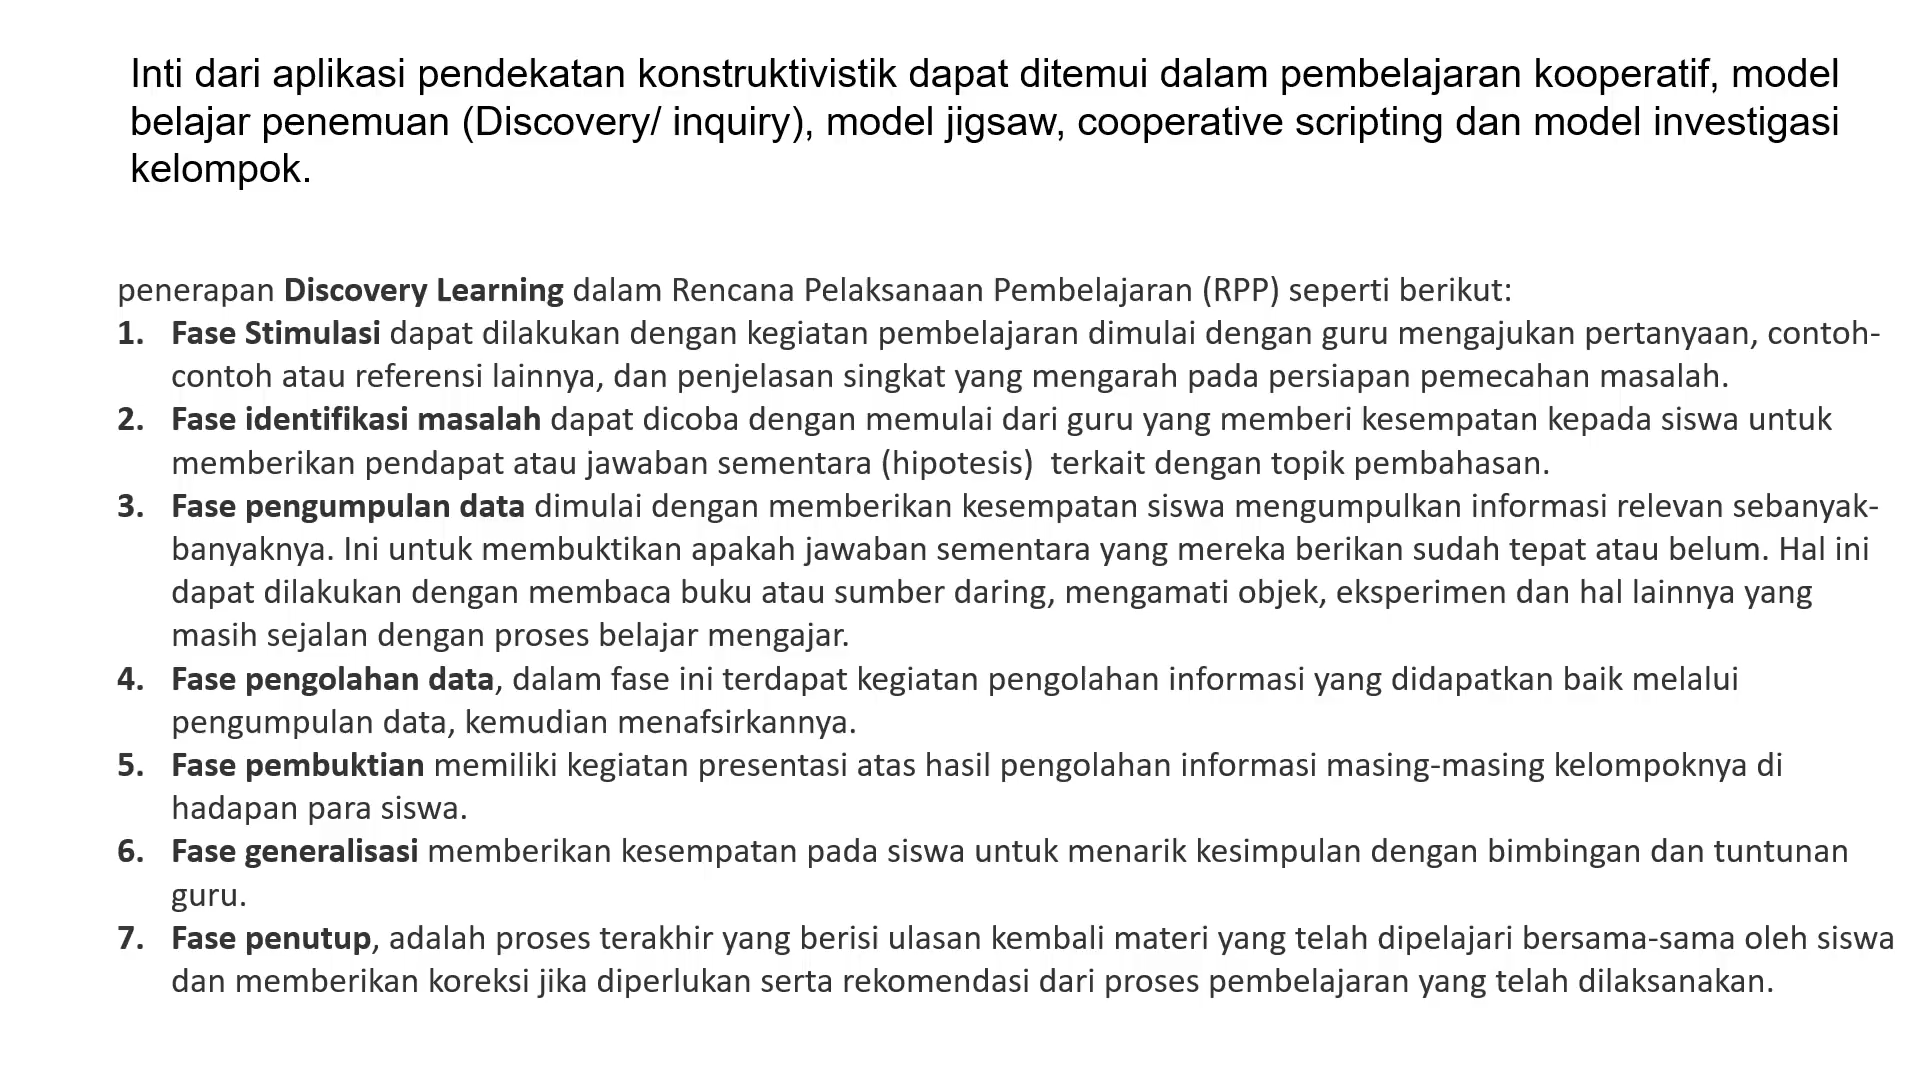 Inti dari aplikasi pendekatan konstruktivistik dapat ditemui dalam pembelajaran kooperatif, model
belajar penemuan (Discovery/ inquiry), model jigsaw, cooperative scripting dan model investigasi
kelompok.
penerapan Discovery Learning dalam Rencana Pelaksanaan Pembelajaran (RPP) seperti berikut:
1. Fase Stimulasi dapat dilakukan dengan kegiatan pembelajaran dimulai dengan guru mengajukan pertanyaan, contoh-
contoh atau referensi lainnya, dan penjelasan singkat yang mengarah pada persiapan pemecahan masalah.
2. Fase identifikasi masalah dapat dicoba dengan memulai dari guru yang memberi kesempatan kepada siswa untuk
memberikan pendapat atau jawaban sementara (hipotesis)  terkait dengan topik pembahasan.
3. Fase pengumpulan data dimulai dengan memberikan kesempatan siswa mengumpulkan informasi relevan sebanyak-
banyaknya. Ini untuk membuktikan apakah jawaban sementara yang mereka berikan sudah tepat atau belum. Hal ini
dapat dilakukan dengan membaca buku atau sumber daring, mengamati objek, eksperimen dan hal lainnya yang
masih sejalan dengan proses belajar mengajar.
4. Fase pengolahan data, dalam fase ini terdapat kegiatan pengolahan informasi yang didapatkan baik melalui
pengumpulan data, kemudian menafsirkannya.
5. Fase pembuktian memiliki kegiatan presentasi atas hasil pengolahan informasi masing-masing kelompoknya di
hadapan para siswa.
6. Fase generalisasi memberikan kesempatan pada siswa untuk menarik kesimpulan dengan bimbingan dan tuntunan
guru.
7. Fase penutup, adalah proses terakhir yang berisi ulasan kembali materi yang telah dipelajari bersama-sama oleh siswa
dan memberikan koreksi jika diperlukan serta rekomendasi dari proses pembelajaran yang telah dilaksanakan.